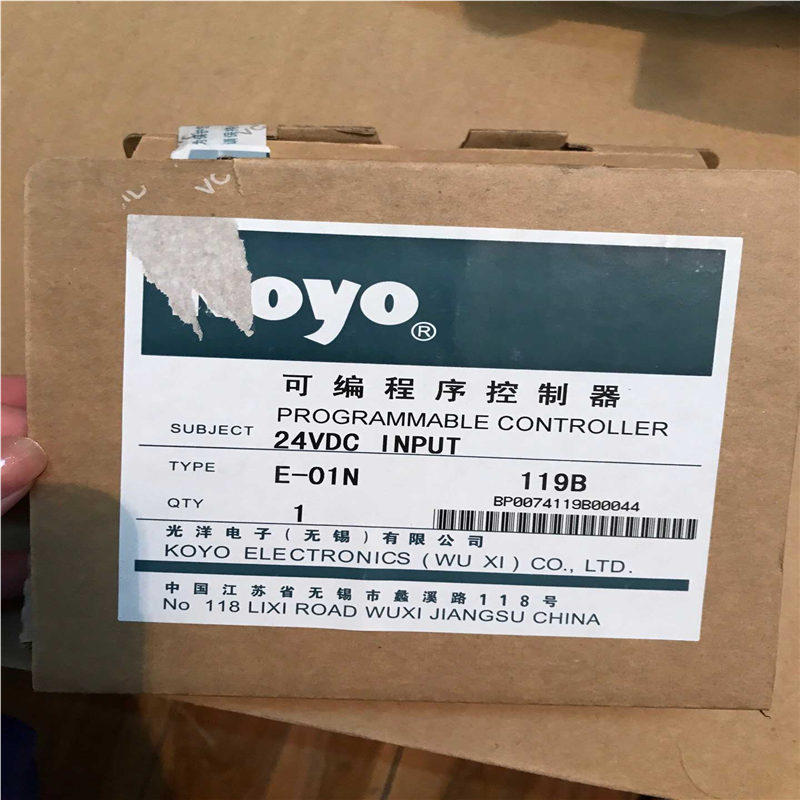 VC
oyo®
可编程序控制器
PROGRAMMABLE CONTROLLER
SUBJECT 24VDC INPUT
TYPE E-01N 119B
BP0074119B00044
QTY 1
光洋电子(无锡)有限公司
KOYO ELECTRONICS (WU XI) CO., LTD.
中国江苏省无锡市蠡溪路118号
No 118 LIXI ROAD WUXI JIANGSU CHINA